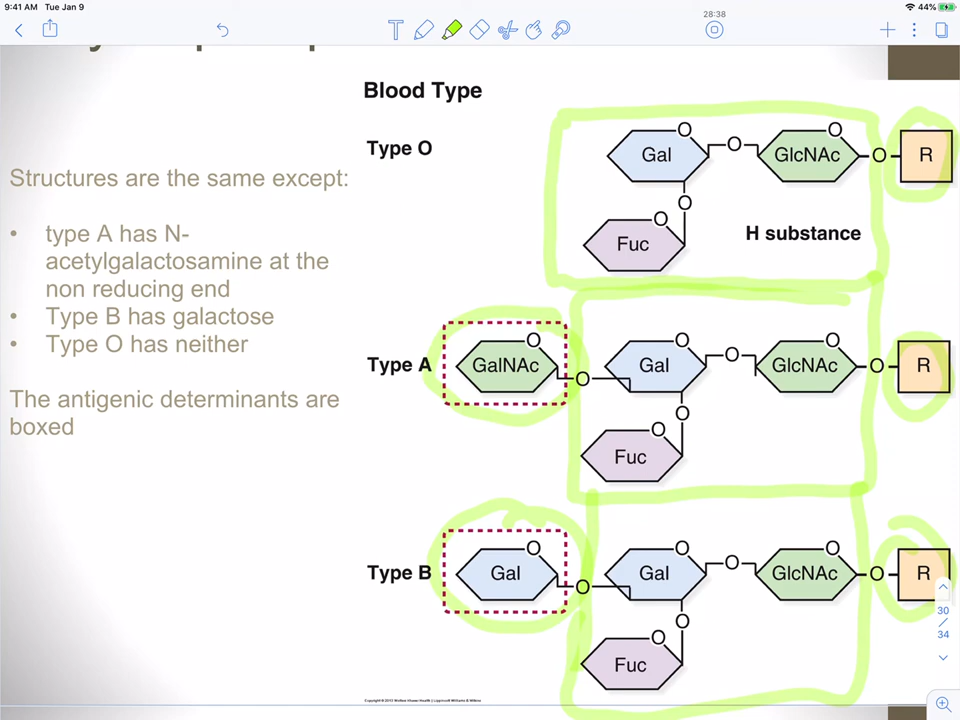 9:41 AM Tue Jan 9
28:38
44%
Blood Type
Type O
O
O
Gal
O
GlcNAc
O
R
O
O
Fuc
H substance
Structures are the same except:
• type A has N-
acetylgalactosamine at the
non reducing end
• Type B has galactose
• Type O has neither
The antigenic determinants are
boxed
Type A
O
O
O
GalNAc
O
Gal
O
GlcNAc
O
R
O
O
Fuc
Type B
O
O
O
Gal
O
Gal
O
GlcNAc
O
R
O
O
Fuc
30
/
34